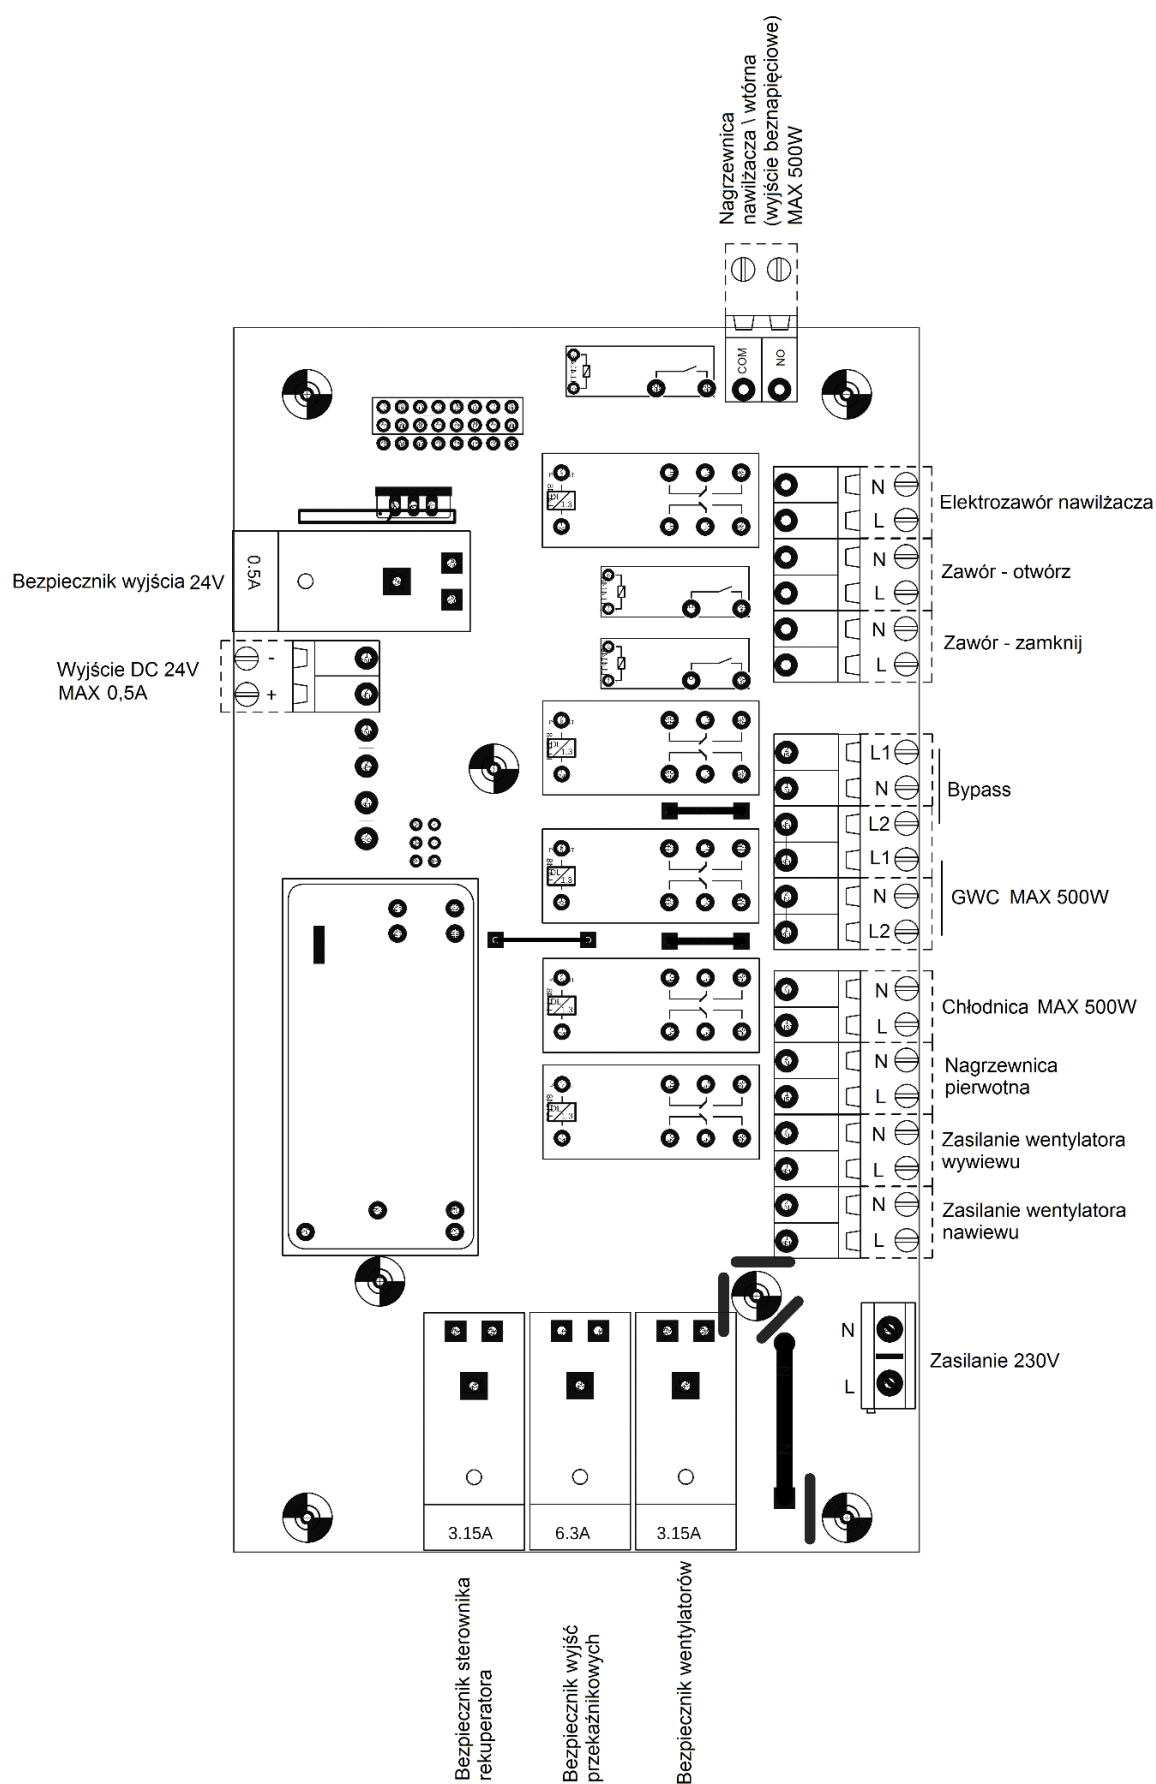 Nagrzewnica
nawilżacza \ wtórna
(wyjście beznapięciowe)
MAX 500W
COM
NO
N
L
Elektrozawór nawilżacza
N
L
Zawór - otwórz
N
L
Zawór - zamknij
0.5A
Bezpiecznik wyjścia 24V
-
+
Wyjście DC 24V
MAX 0,5A
L1
N
L2
Bypass
L1
N
L2
GWC MAX 500W
N
L
Chłodnica MAX 500W
N
L
Nagrzewnica
pierwotna
N
L
Zasilanie wentylatora
wywiewu
N
L
Zasilanie wentylatora
nawiewu
N
L
Zasilanie 230V
3.15A
6.3A
3.15A
Bezpiecznik sterownika
rekuperatora
Bezpiecznik wyjść
przekaźnikowych
Bezpiecznik wentylatorów